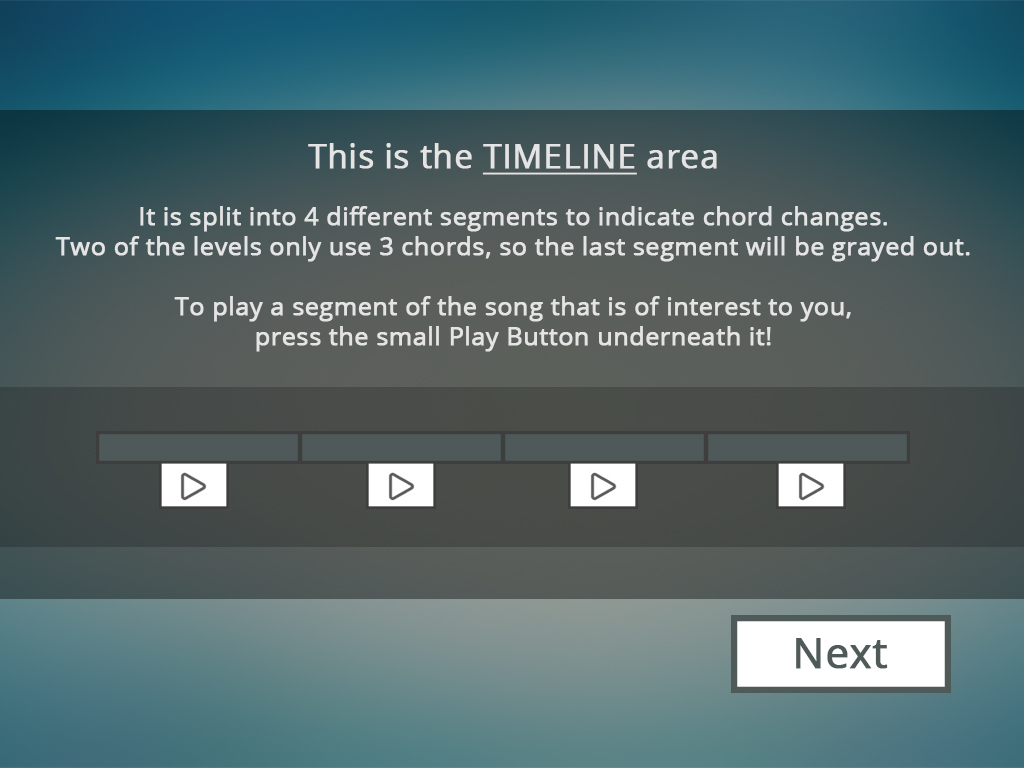 This is the TIMELINE area
It is split into 4 different segments to indicate chord changes.
Two of the levels only use 3 chords, so the last segment will be grayed out.
To play a segment of the song that is of interest to you,
press the small Play Button underneath it!
Next